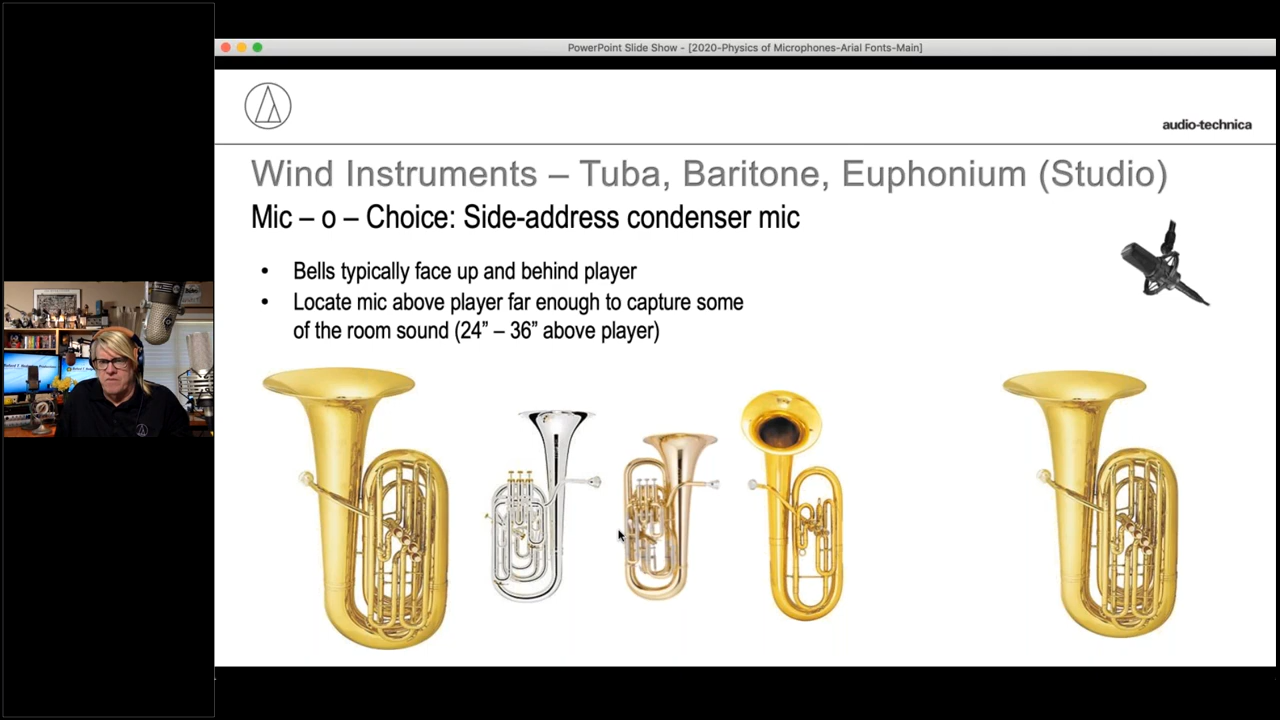 PowerPoint Slide Show - [2020-Physics of Microphones-Arial Fonts-Main]
audio-technica
Wind Instruments – Tuba, Baritone, Euphonium (Studio)
Mic – o – Choice: Side-address condenser mic
• Bells typically face up and behind player
• Locate mic above player far enough to capture some
of the room sound (24” – 36” above player)